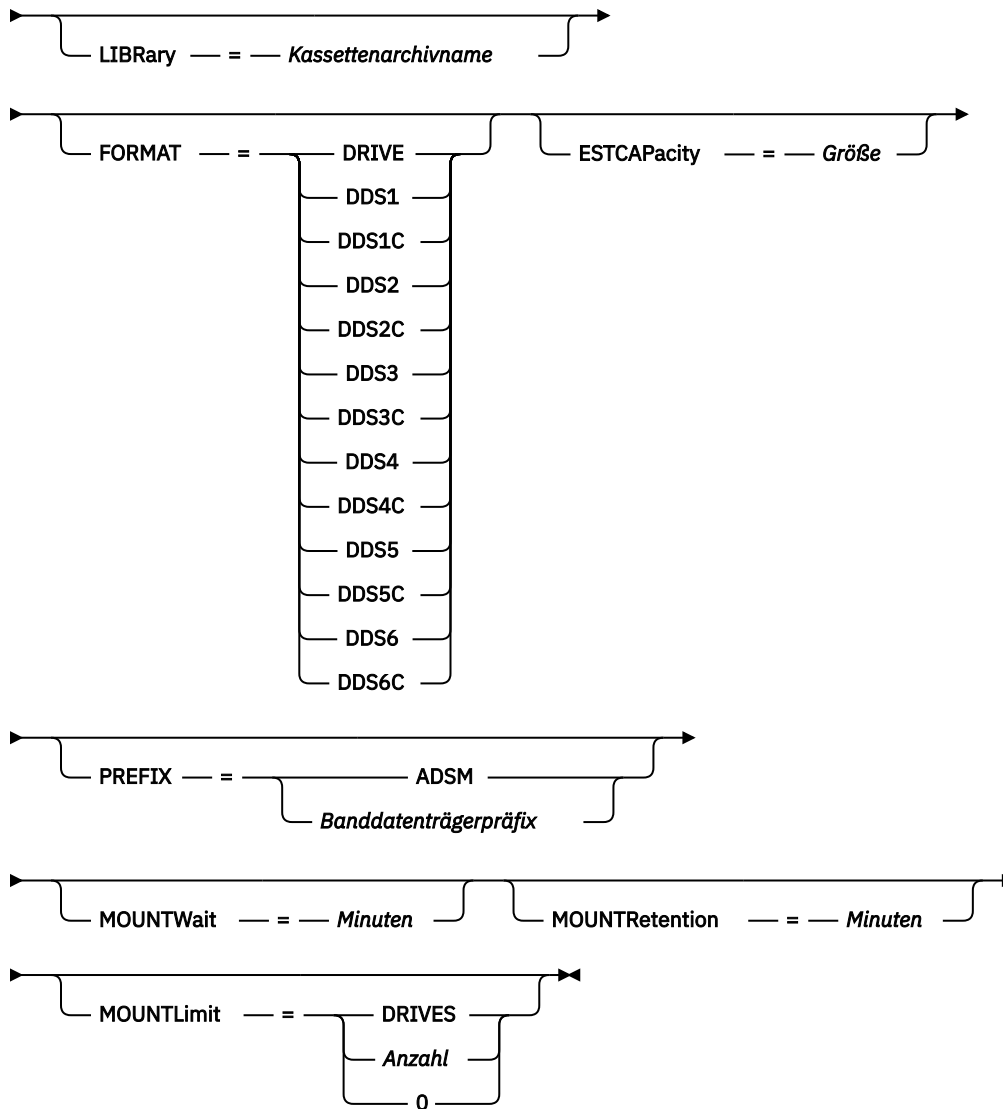 LIBRary = Kassettenarchivname
FORMAT = DRIVE ESTCAPacity = Größe
DDS1
DDS1C
DDS2
DDS2C
DDS3
DDS3C
DDS4
DDS4C
DDS5
DDS5C
DDS6
DDS6C
PREFIX = ADSM
Banddatenträgerpräfix
MOUNTWait = Minuten MOUNTRetention = Minuten
MOUNTLimit = DRIVES
Anzahl
0